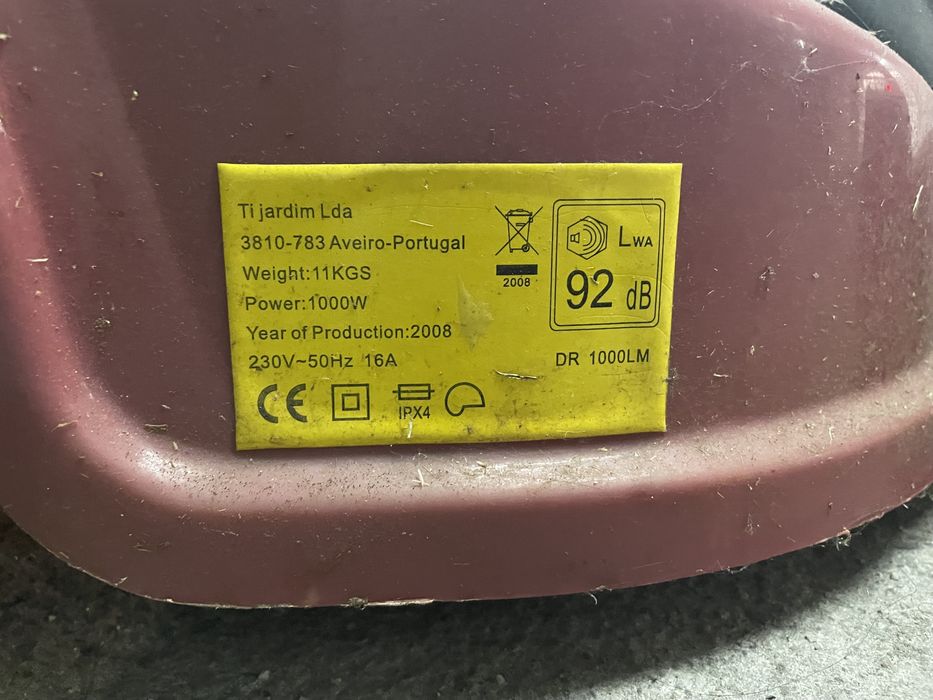 Ti jardim Lda
3810-783 Aveiro-Portugal
Weight:11KGS
Power:1000W
Year of Production:2008
230V~50Hz 16A
CE
IPX4
2008
LWA
92 dB
DR 1000LM